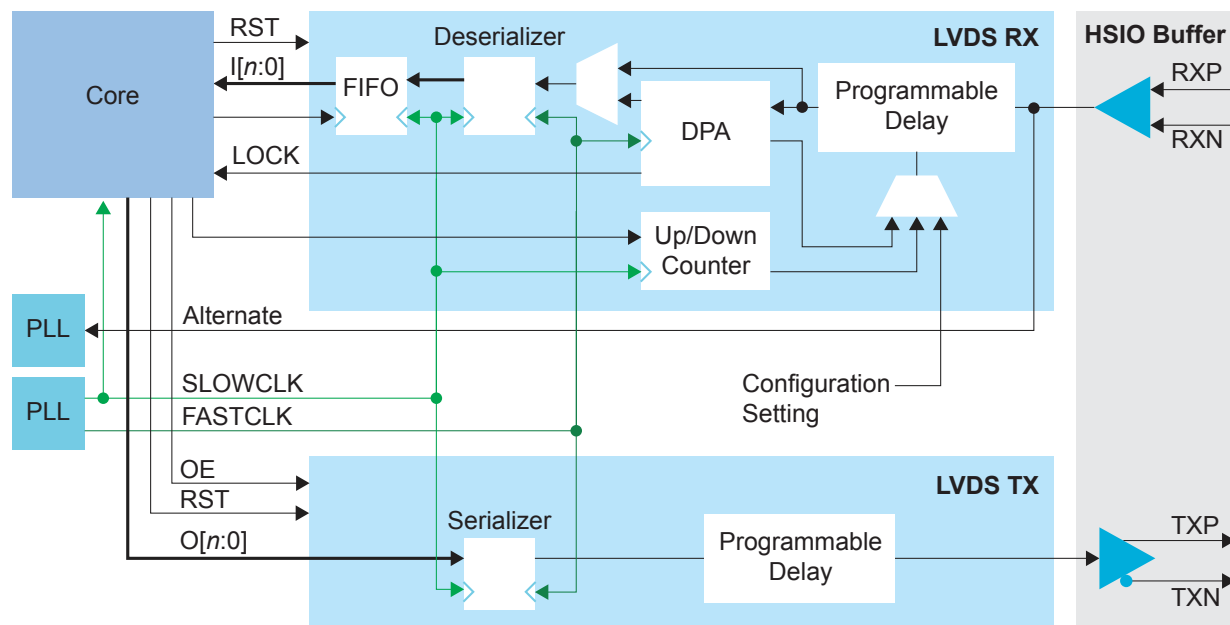 RST
Deserializer
LVDS RX
HSIO Buffer
I[n:0]
RXP
Core
FIFO
Programmable
Delay
DPA
RXN
LOCK
Up/Down
Counter
PLL
Alternate
SLOWCLK
Configuration
Setting
PLL
FASTCLK
OE
LVDS TX
RST
Serializer
O[n:0]
Programmable
Delay
TXP
TXN